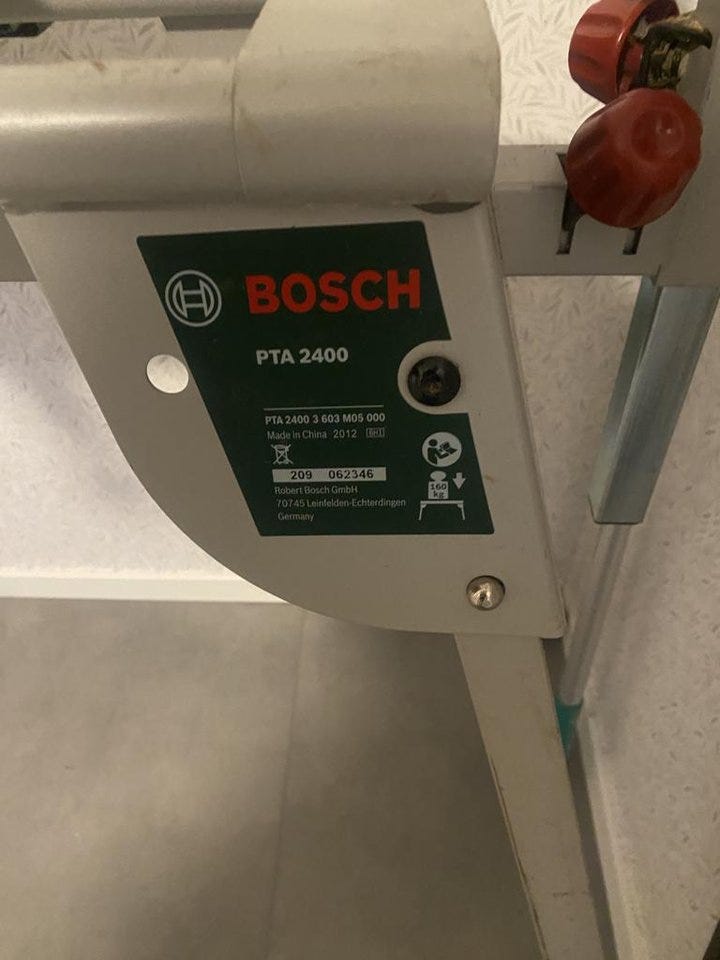 BOSCH
PTA 2400
PTA 2400 3 603 M05 000
Made in China 2012 6H1
209 062346
Robert Bosch GmbH
70745 Leinfelden-Echterdingen
Germany
160
kg